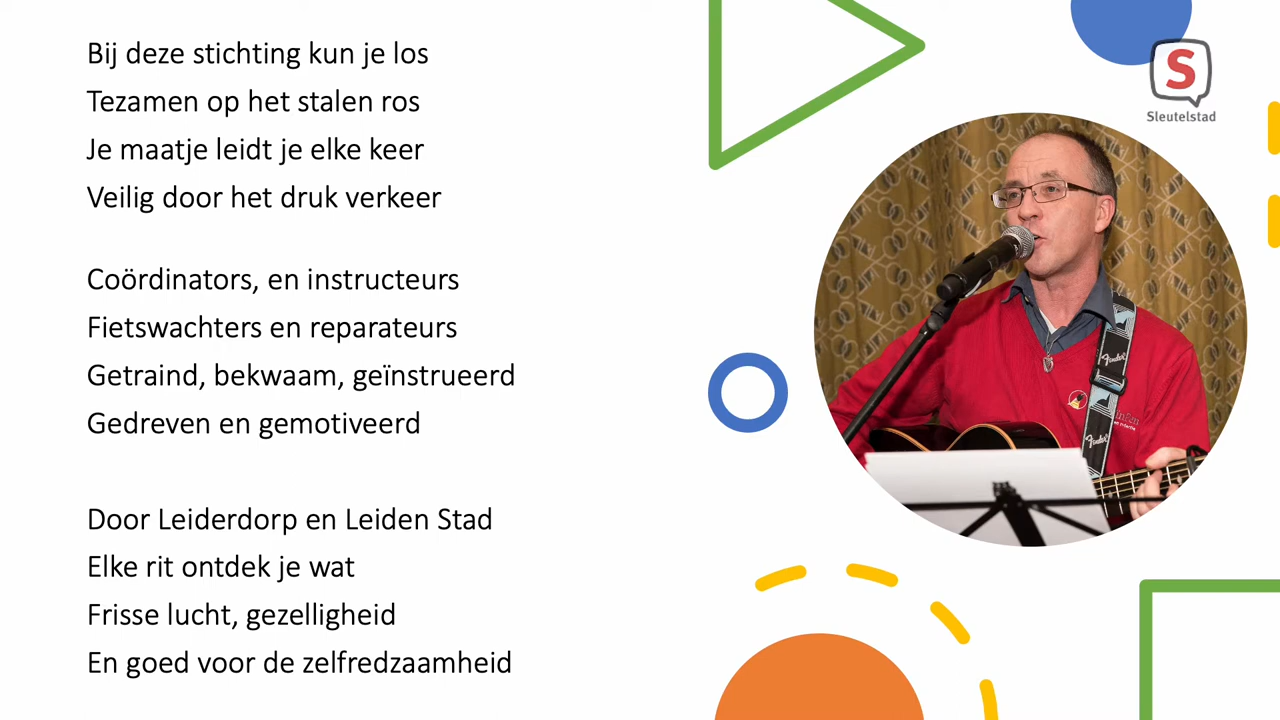 Bij deze stichting kun je los
Tezamen op het stalen ros
Je maatje leidt je elke keer
Veilig door het druk verkeer
Coördinators, en instructeurs
Fietswachters en reparateurs
Getraind, bekwaam, geïnstrueerd
Gedreven en gemotiveerd
Door Leiderdorp en Leiden Stad
Elke rit ontdek je wat
Frisse lucht, gezelligheid
En goed voor de zelfredzaamheid
S
Sleutelstad
Fender
Fender